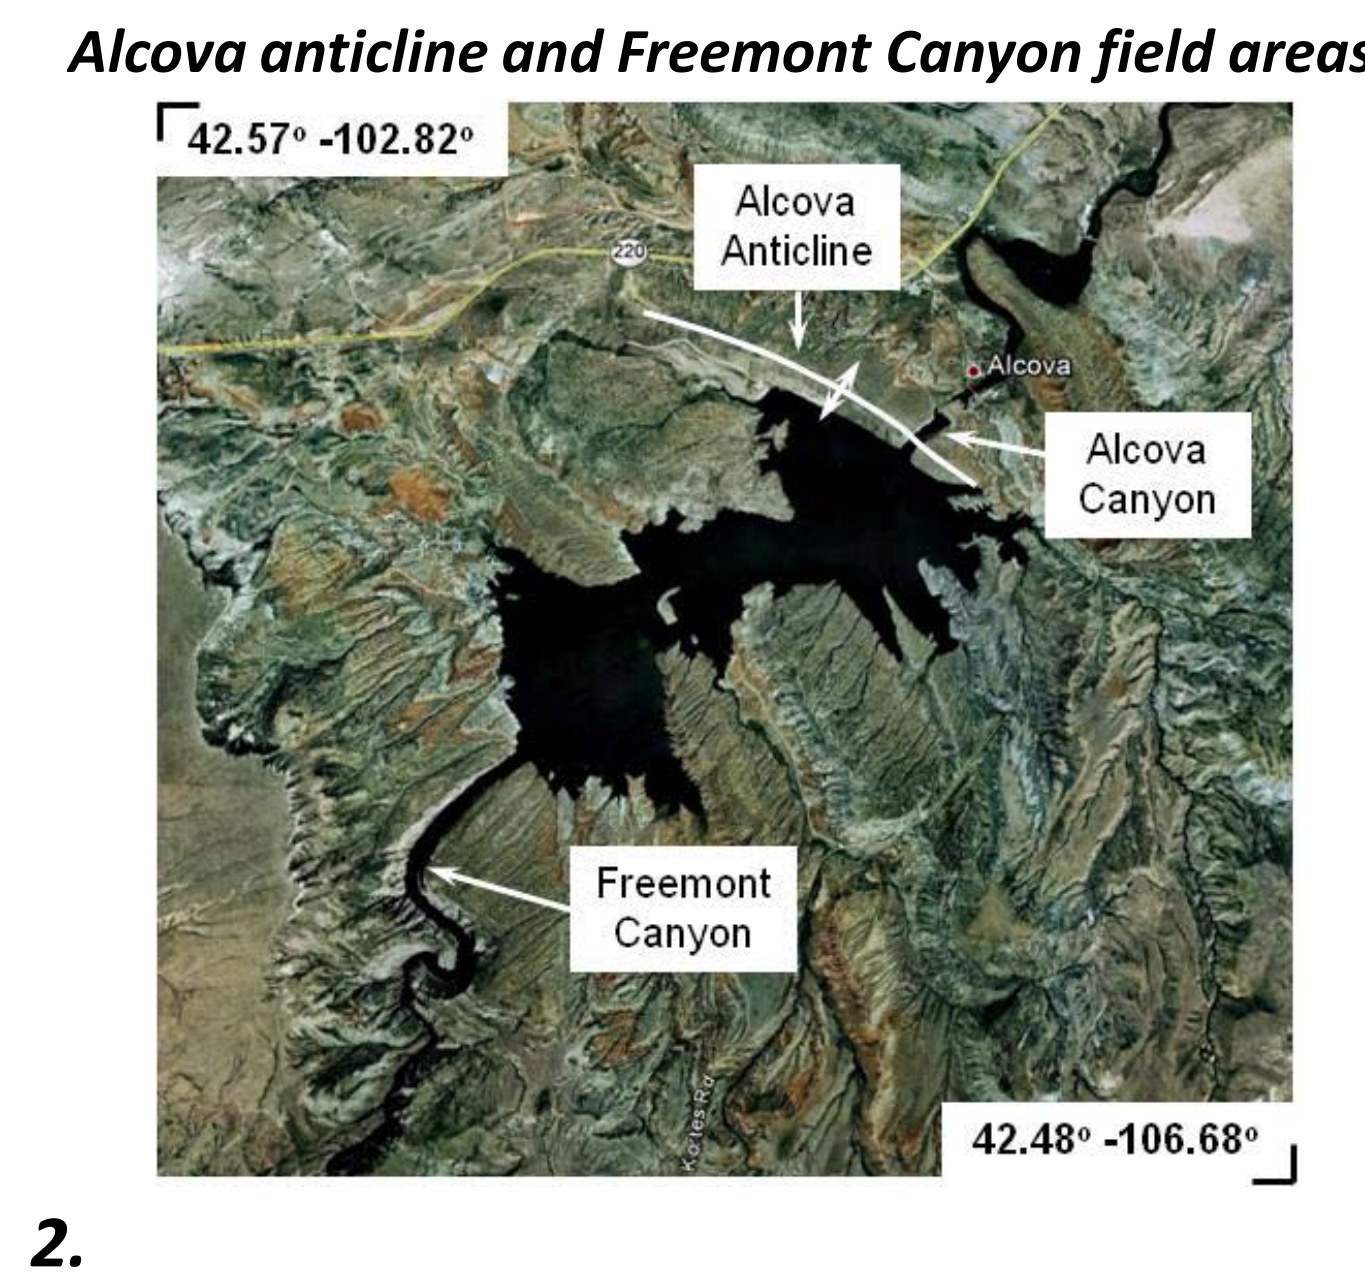 Alcova anticline and Freemont Canyon field areas
42.57° -102.82°
Alcova
Anticline
220
Alcova
Alcova
Canyon
Freemont
Canyon
Kortes Rd
42.48° -106.68°
2.